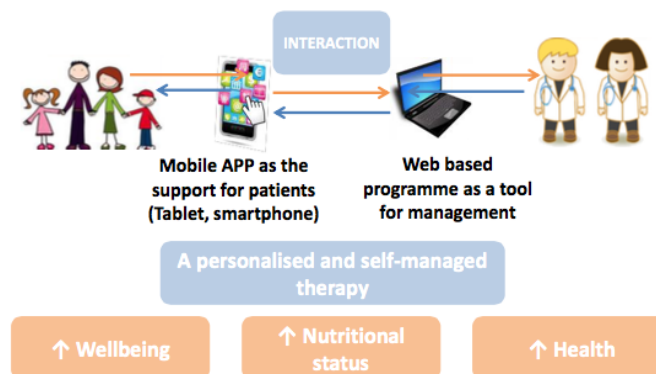 INTERACTION
Mobile APP as the
support for patients
(Tablet, smartphone)
Web based
programme as a tool
for management
A personalised and self-managed
therapy
↑ Wellbeing
↑ Nutritional
status
↑ Health